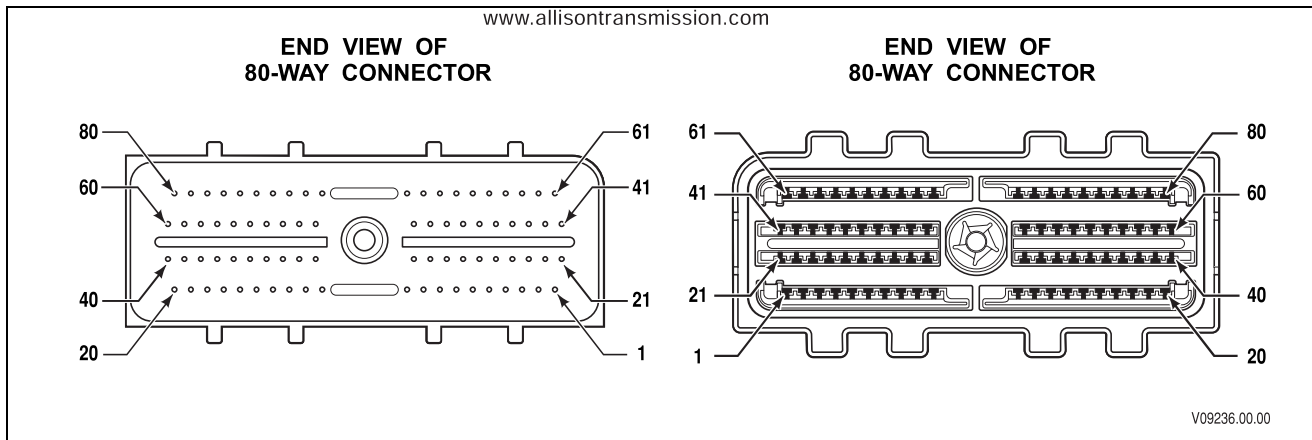 www.allisontransmission.com
END VIEW OF
80-WAY CONNECTOR
END VIEW OF
80-WAY CONNECTOR
80
61
60
41
40
21
20
1
61
80
41
60
21
40
1
20
V09236.00.00